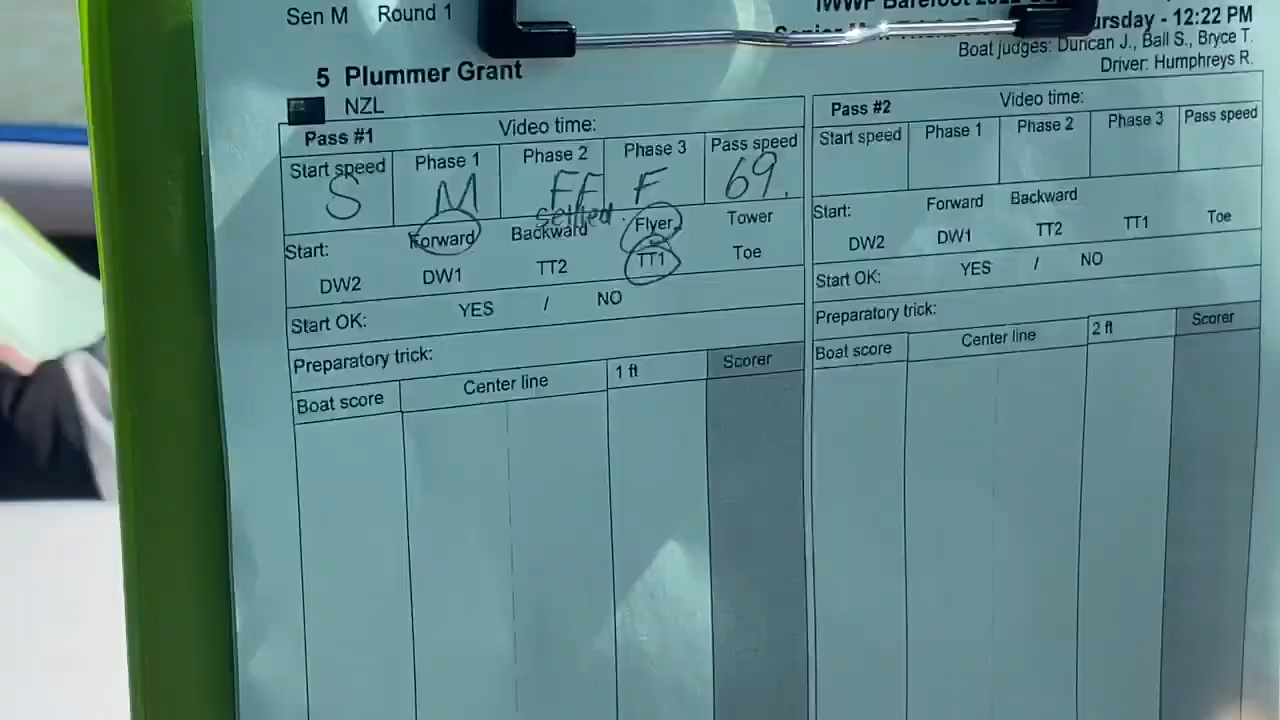 Sen M Round 1
IWWF Barefoot
ursday - 12:22 PM
Boat judges: Duncan J., Ball S., Bryce T.
Driver: Humphreys R.
5 Plummer Grant
NZL
Pass #1 Video time:
Start speed Phase 1 Phase 2 Phase 3 Pass speed
S M FF F 69.
settled.
Start: Forward Backward Flyer Tower
DW2 DW1 TT2 TT1 Toe
Start OK: YES / NO
Preparatory trick:
Boat score Center line 1 ft Scorer
Pass #2 Video time:
Start speed Phase 1 Phase 2 Phase 3 Pass speed
Start: Forward Backward
DW2 DW1 TT2 TT1 Toe
Start OK: YES / NO
Preparatory trick:
Boat score Center line 2 ft Scorer